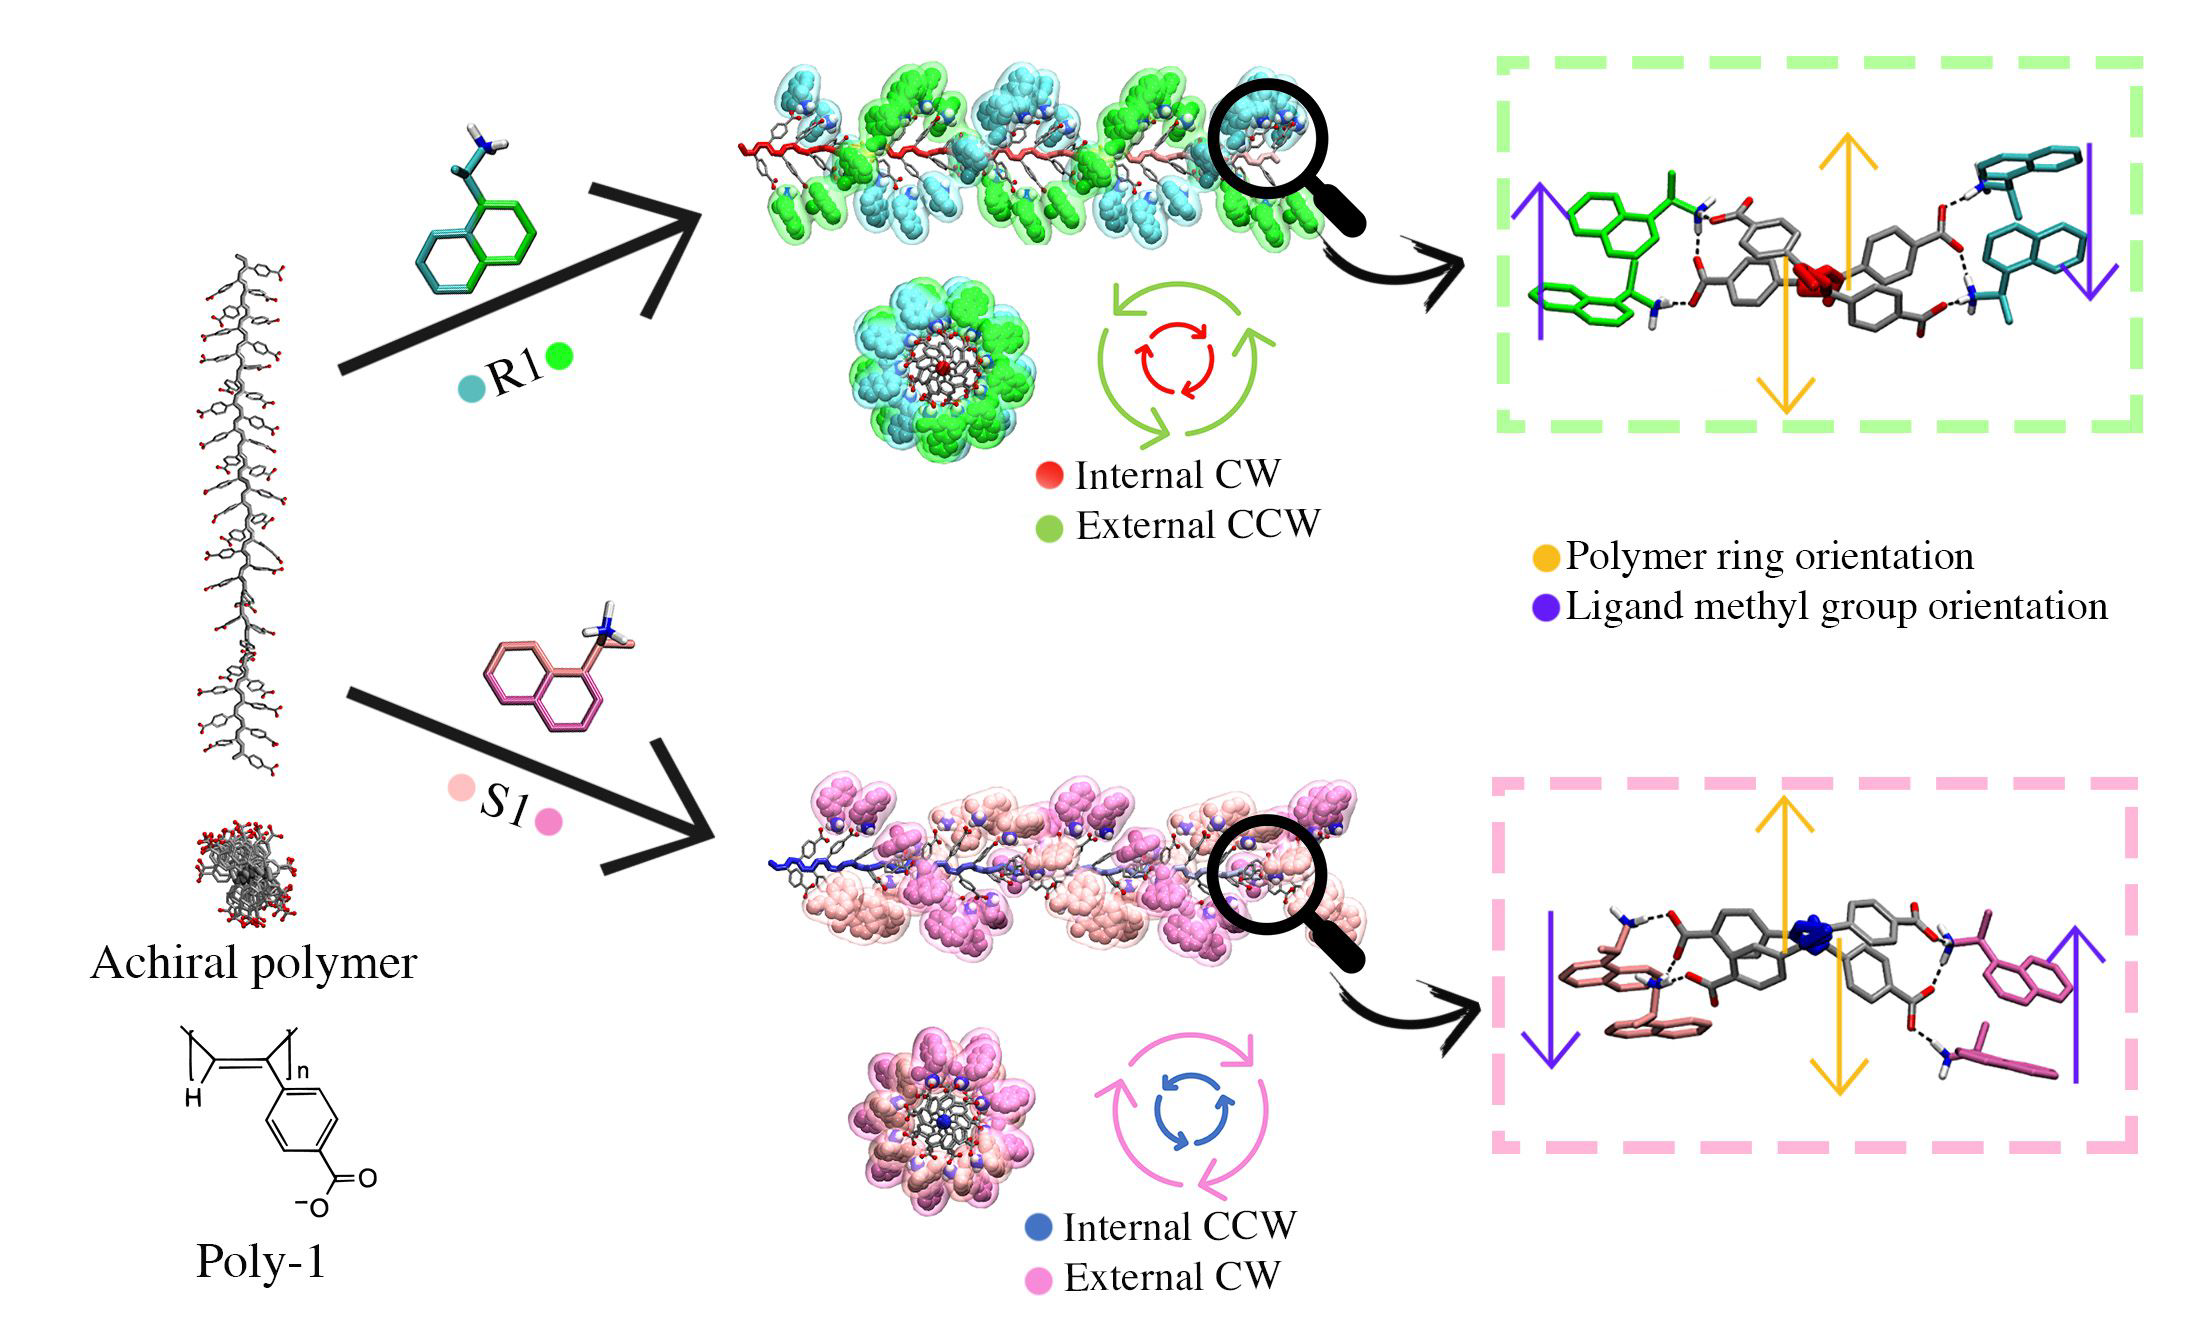 R1
Internal CW
External CCW
Polymer ring orientation
Ligand methyl group orientation
S1
Achiral polymer
n
H
O
−O
Poly-1
Internal CCW
External CW